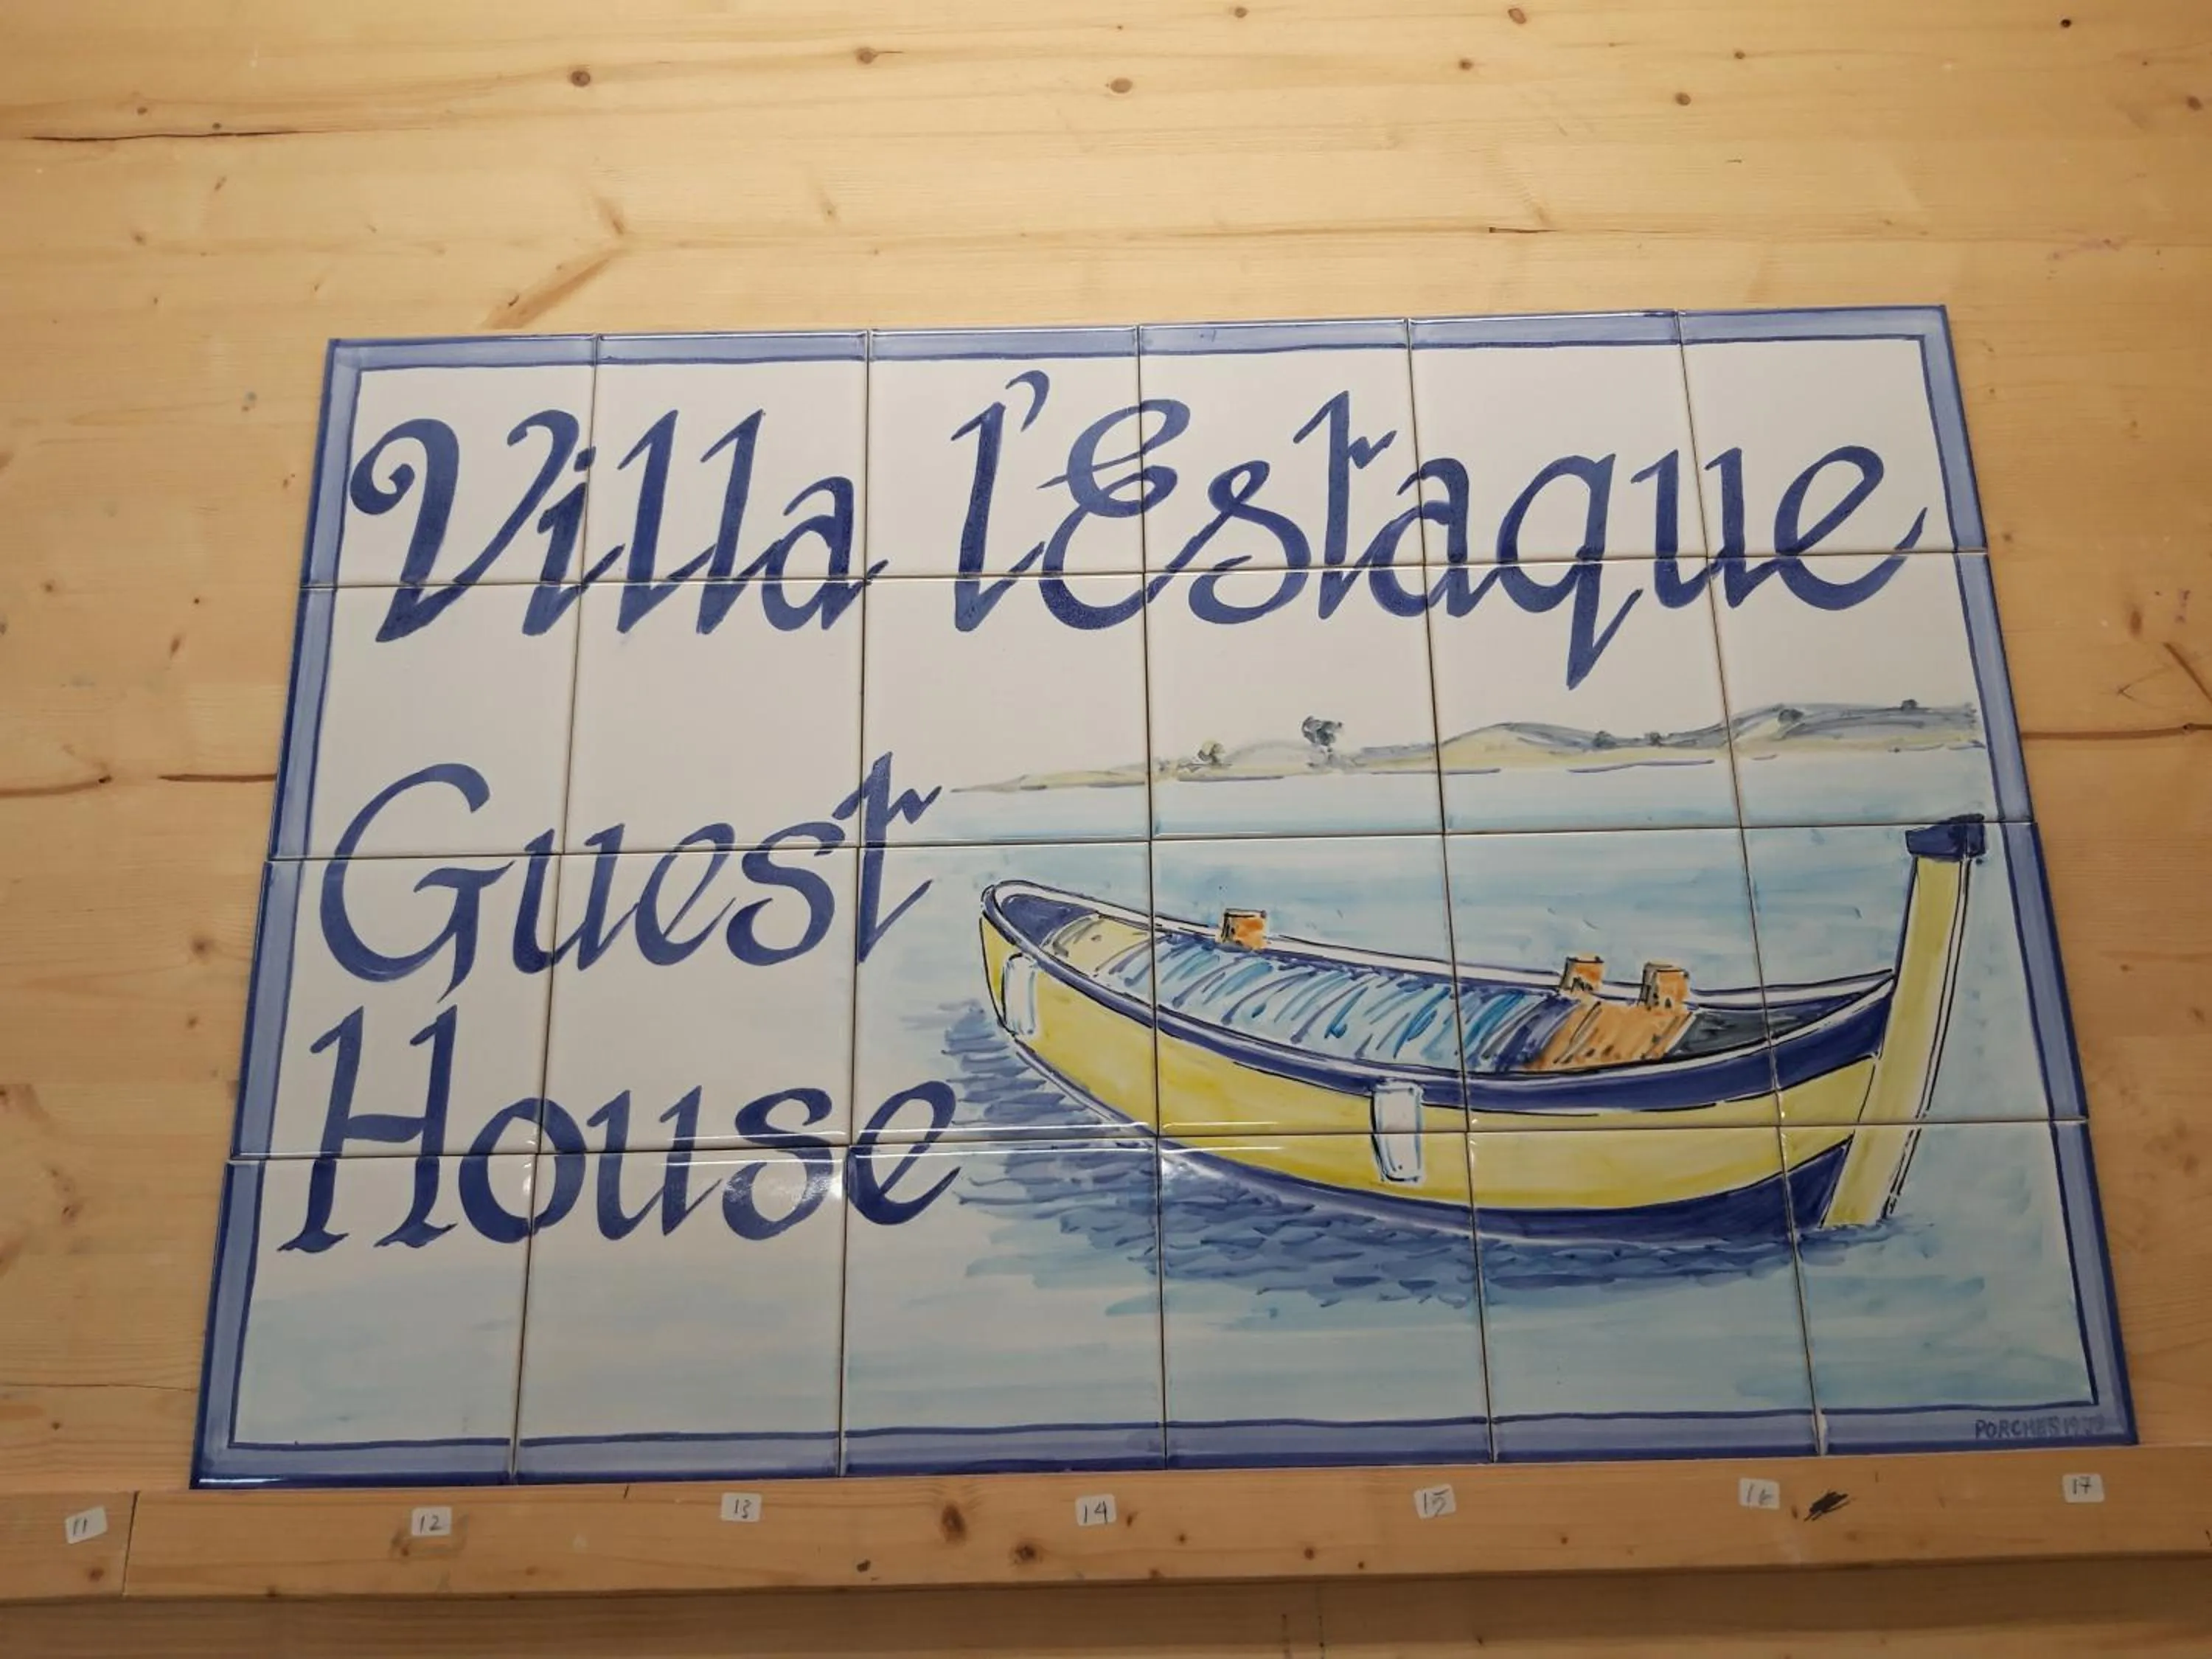 Villa l'Estaque
Guest
House
PORCHES
11 12 13 14 15 16 17